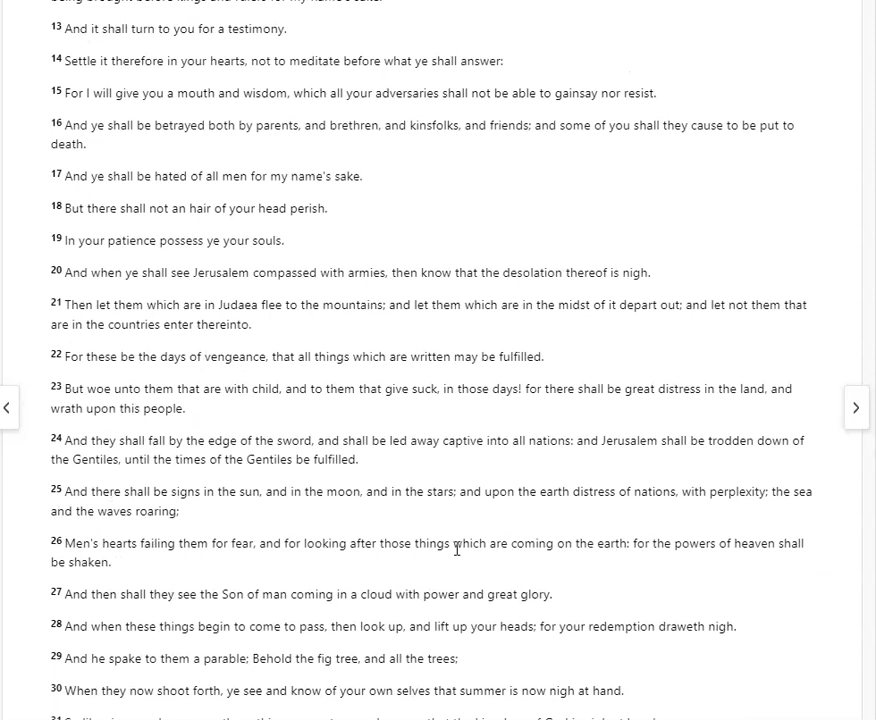 13 And it shall turn to you for a testimony.
14 Settle it therefore in your hearts, not to meditate before what ye shall answer:
15 For I will give you a mouth and wisdom, which all your adversaries shall not be able to gainsay nor resist.
16 And ye shall be betrayed both by parents, and brethren, and kinsfolks, and friends; and some of you shall they cause to be put to
death.
17 And ye shall be hated of all men for my name's sake.
18 But there shall not an hair of your head perish.
19 In your patience possess ye your souls.
20 And when ye shall see Jerusalem compassed with armies, then know that the desolation thereof is nigh.
21 Then let them which are in Judaea flee to the mountains; and let them which are in the midst of it depart out; and let not them that
are in the countries enter thereinto.
22 For these be the days of vengeance, that all things which are written may be fulfilled.
23 But woe unto them that are with child, and to them that give suck, in those days! for there shall be great distress in the land, and
wrath upon this people.
24 And they shall fall by the edge of the sword, and shall be led away captive into all nations: and Jerusalem shall be trodden down of
the Gentiles, until the times of the Gentiles be fulfilled.
25 And there shall be signs in the sun, and in the moon, and in the stars; and upon the earth distress of nations, with perplexity; the sea
and the waves roaring;
26 Men's hearts failing them for fear, and for looking after those things which are coming on the earth: for the powers of heaven shall
be shaken.
27 And then shall they see the Son of man coming in a cloud with power and great glory.
28 And when these things begin to come to pass, then look up, and lift up your heads; for your redemption draweth nigh.
29 And he spake to them a parable; Behold the fig tree, and all the trees;
30 When they now shoot forth, ye see and know of your own selves that summer is now nigh at hand.